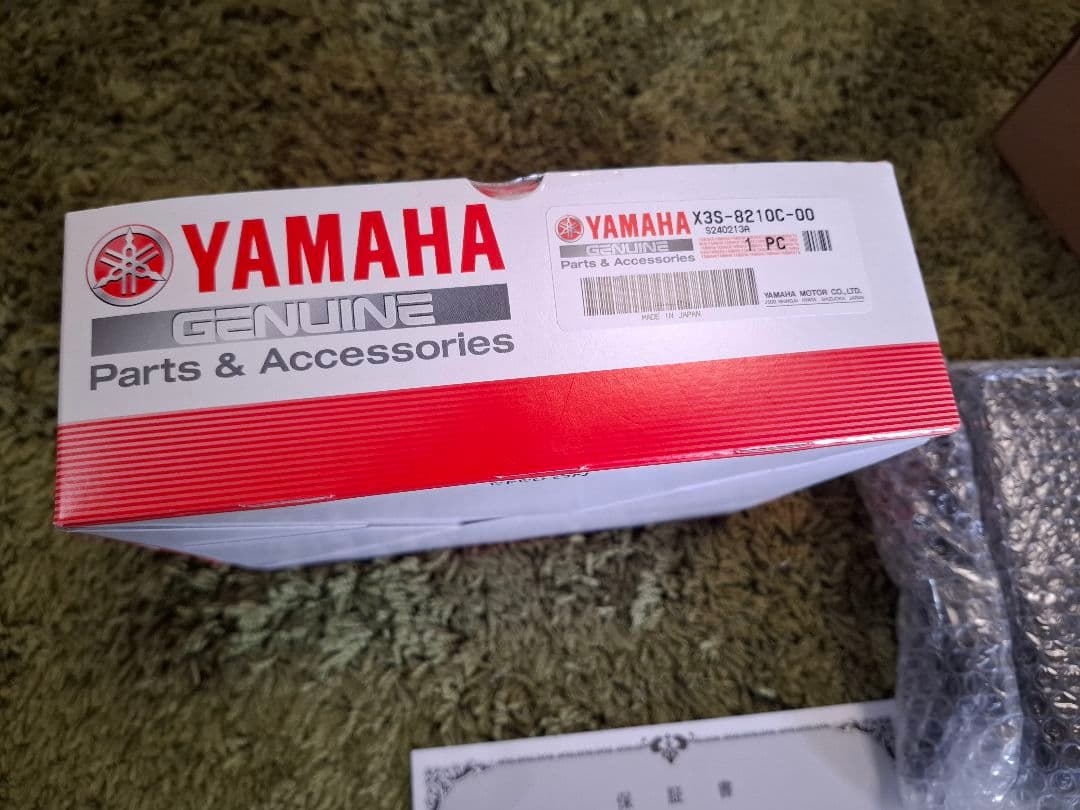 YAMAHA
GENUINE
Parts & Accessories
YAMAHA X3S-8210C-00
S240213A
GENUINE
1 PC
Parts & Accessories
YAMAHA MOTOR CO.,LTD.
MADE IN JAPAN
保証書